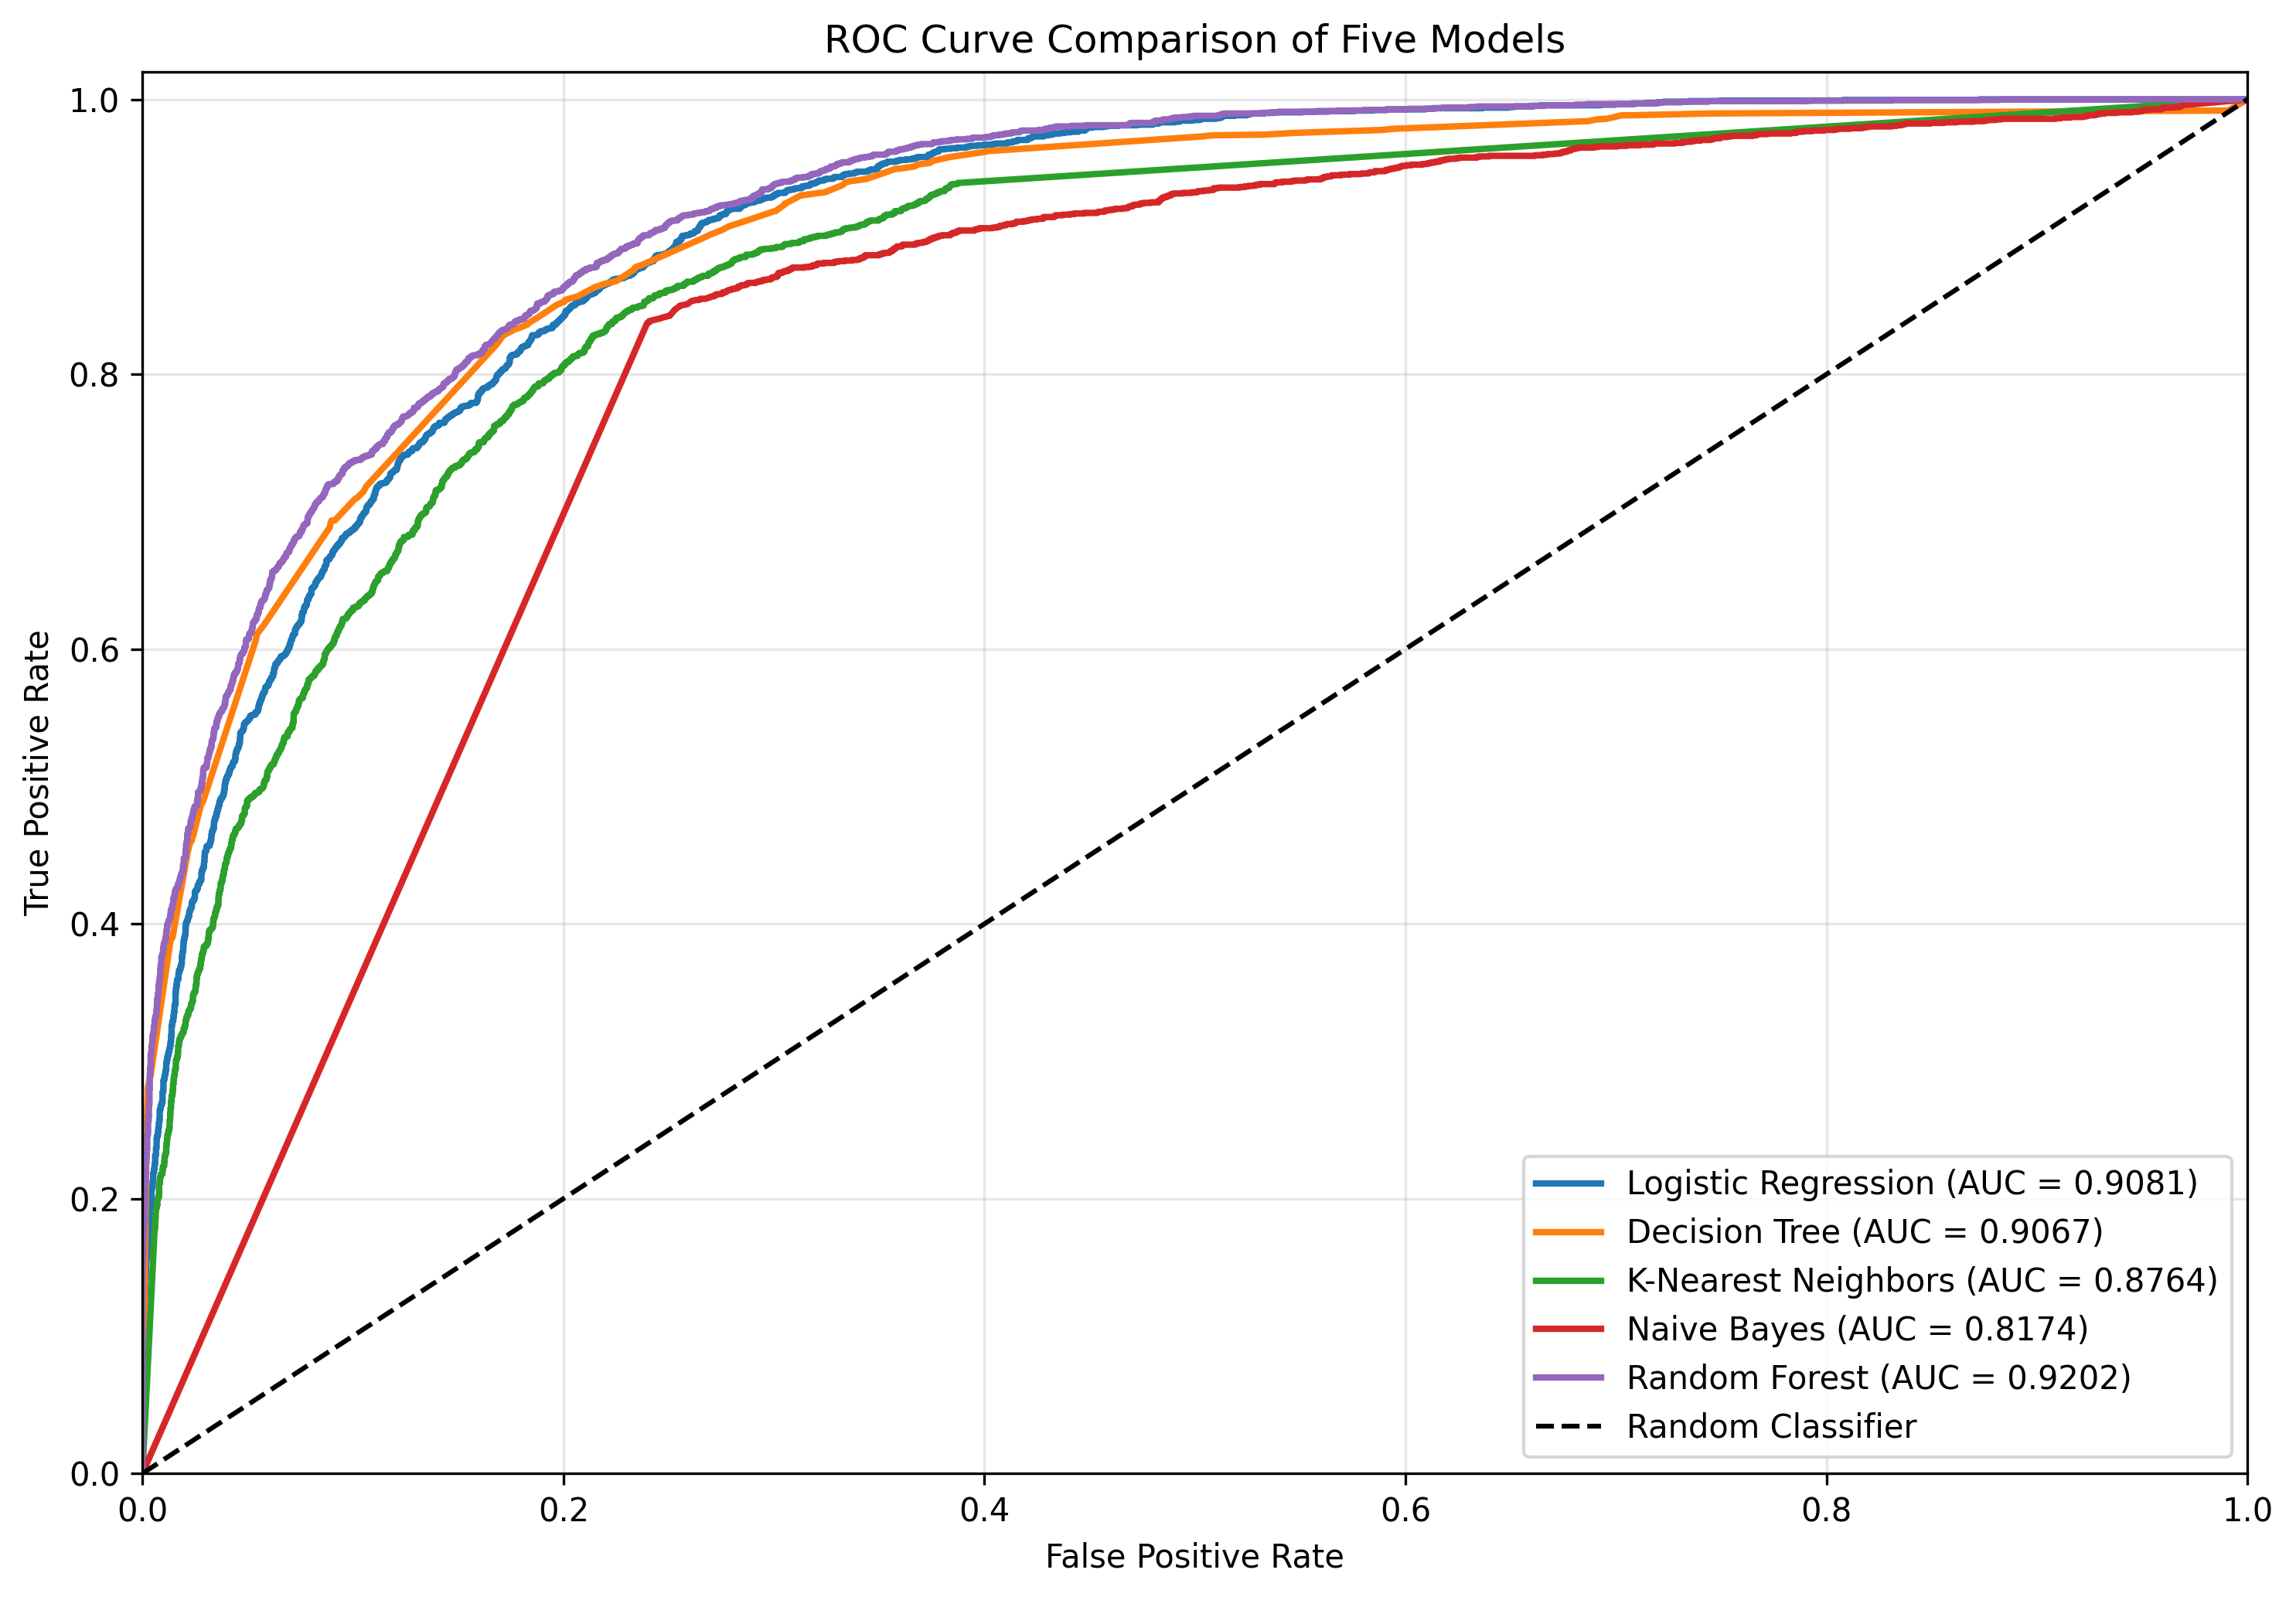 ROC Curve Comparison of Five Models
True Positive Rate
1.0
0.8
0.6
0.4
0.2
0.0
0.0 0.2 0.4 0.6 0.8 1.0
False Positive Rate
Logistic Regression (AUC = 0.9081)
Decision Tree (AUC = 0.9067)
K-Nearest Neighbors (AUC = 0.8764)
Naive Bayes (AUC = 0.8174)
Random Forest (AUC = 0.9202)
Random Classifier